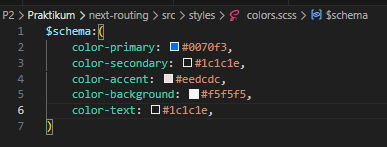 P2 > Praktikum > next-routing > src > styles > colors.scss > $schema
1 $schema:(
2 color-primary: #0070f3,
3 color-secondary: #1c1c1e,
4 color-accent: #eedcdc,
5 color-background: #f5f5f5,
6 color-text: #1c1c1e,
7 )